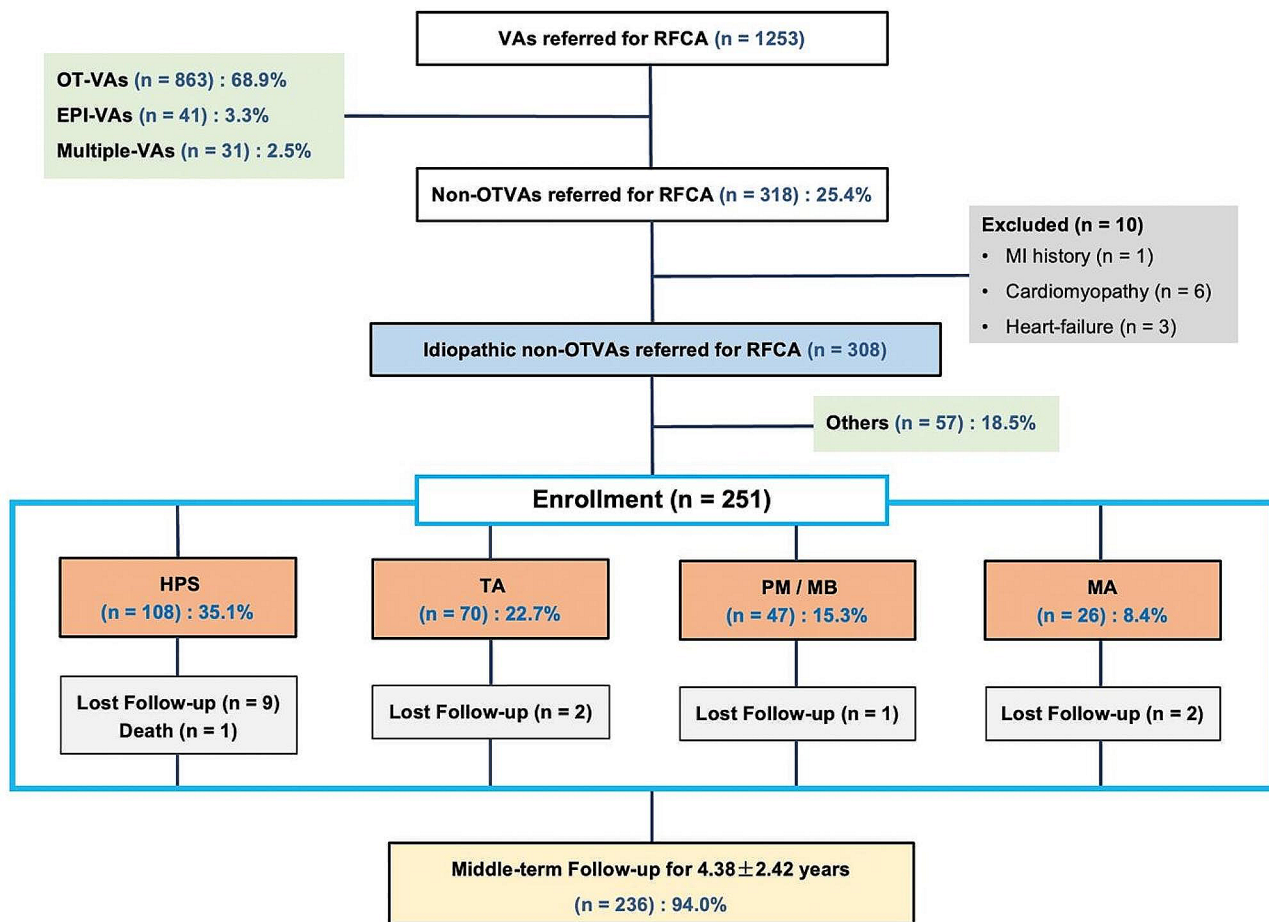 VAs referred for RFCA (n = 1253)
OT-VAs (n = 863) : 68.9%
EPI-VAs (n = 41) : 3.3%
Multiple-VAs (n = 31) : 2.5%
Non-OTVAs referred for RFCA (n = 318) : 25.4%
Excluded (n = 10)
• MI history (n = 1)
• Cardiomyopathy (n = 6)
• Heart-failure (n = 3)
Idiopathic non-OTVAs referred for RFCA (n = 308)
Others (n = 57) : 18.5%
Enrollment (n = 251)
HPS
(n = 108) : 35.1%
TA
(n = 70) : 22.7%
PM / MB
(n = 47) : 15.3%
MA
(n = 26) : 8.4%
Lost Follow-up (n = 9)
Death (n = 1)
Lost Follow-up (n = 2)
Lost Follow-up (n = 1)
Lost Follow-up (n = 2)
Middle-term Follow-up for 4.38±2.42 years
(n = 236) : 94.0%